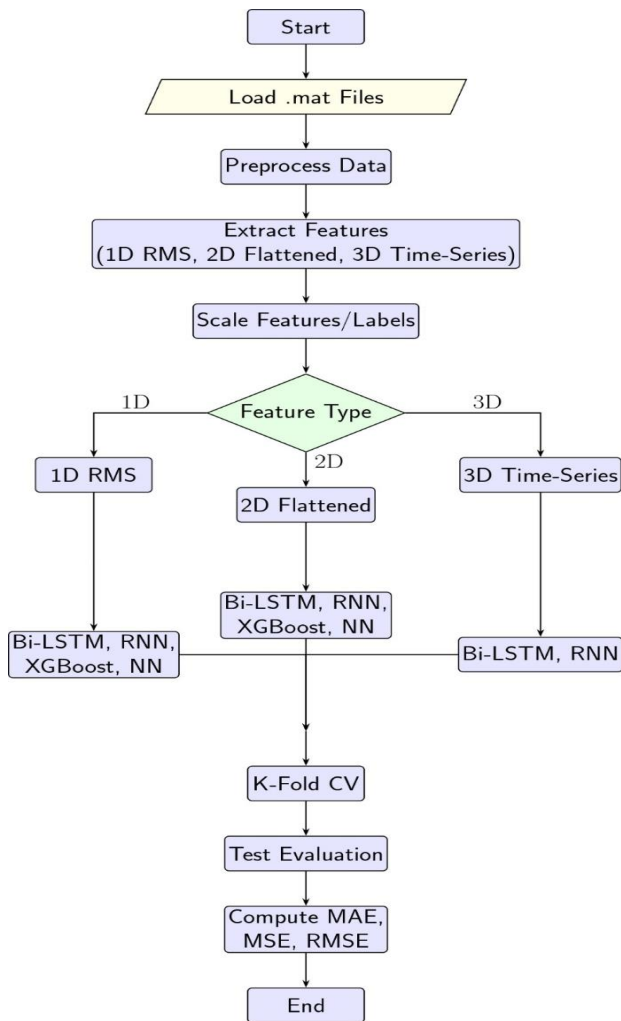 Start
Load .mat Files
Preprocess Data
Extract Features
(1D RMS, 2D Flattened, 3D Time-Series)
Scale Features/Labels
Feature Type
1D
3D
2D
1D RMS
3D Time-Series
2D Flattened
Bi-LSTM, RNN,
XGBoost, NN
Bi-LSTM, RNN,
XGBoost, NN
Bi-LSTM, RNN
K-Fold CV
Test Evaluation
Compute MAE,
MSE, RMSE
End